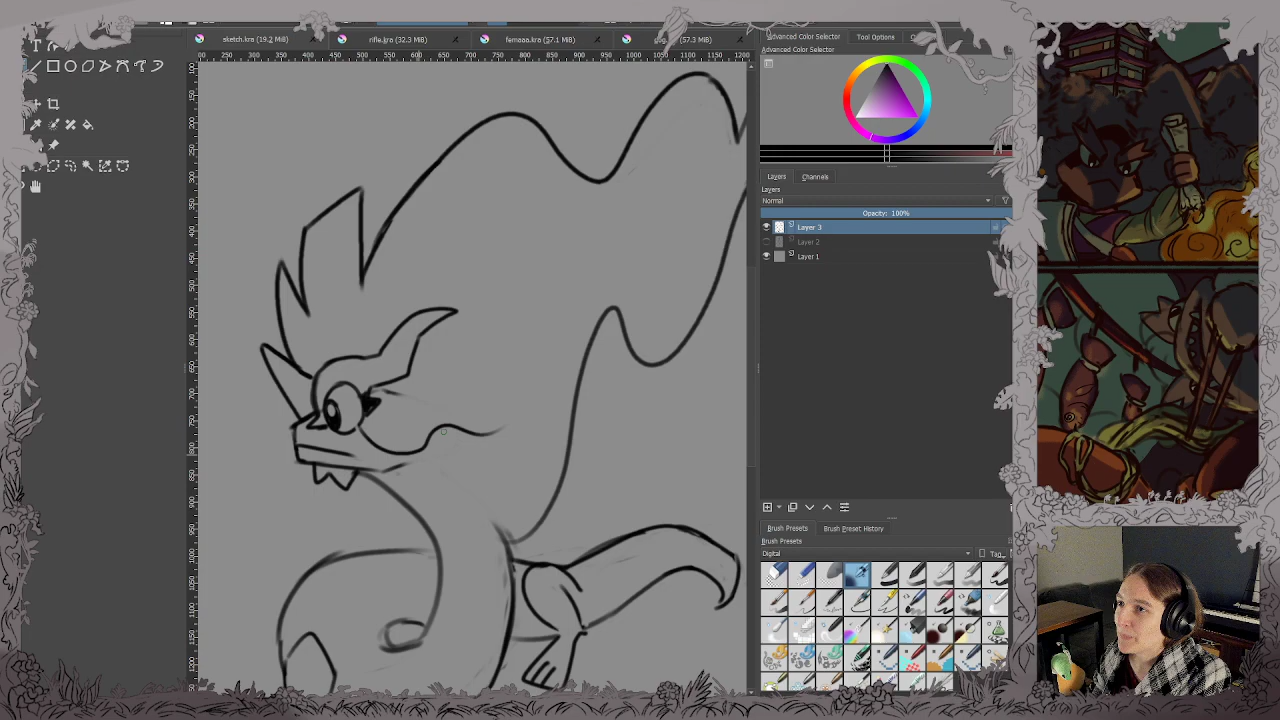 sketch.kra (19.2 MiB)
rifle.kra (32.3 MiB)
femaaa.kra (57.1 MiB)
(57.3 MiB)
Advanced Color Selector
Tool Options
Advanced Color Selector
Layers
Channels
Layers
Normal
Opacity: 100%
Layer 3
Layer 2
Layer 1
Brush Presets
Brush Preset History
Brush Presets
Digital
Tag